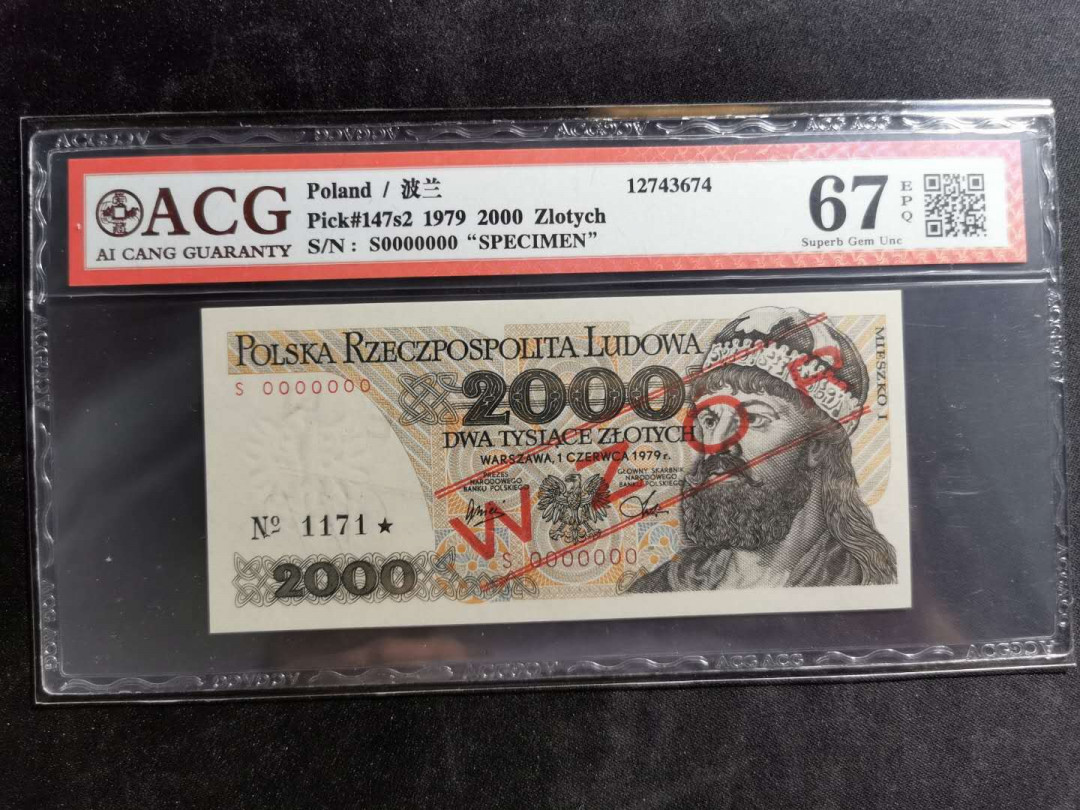 ACG
AI CANG GUARANTY
Poland / 波兰
Pick#147s2 1979 2000 Zlotych
S/N : S0000000 “SPECIMEN”
12743674
67
EPQ
Superb Gem Unc
POLSKA RZECZPOSPOLITA LUDOWA
S 0000000
2000
DWA TYSIĄCE ZŁOTYCH
WARSZAWA, 1 CZERWCA 1979 r.
PREZES
NARODOWEGO
BANKU POLSKIEGO
GŁÓWNY SKARBNIK
NARODOWEGO
BANKU POLSKIEGO
MIESZKO I
WZÓR
Nº 1171 ★
S 0000000
2000